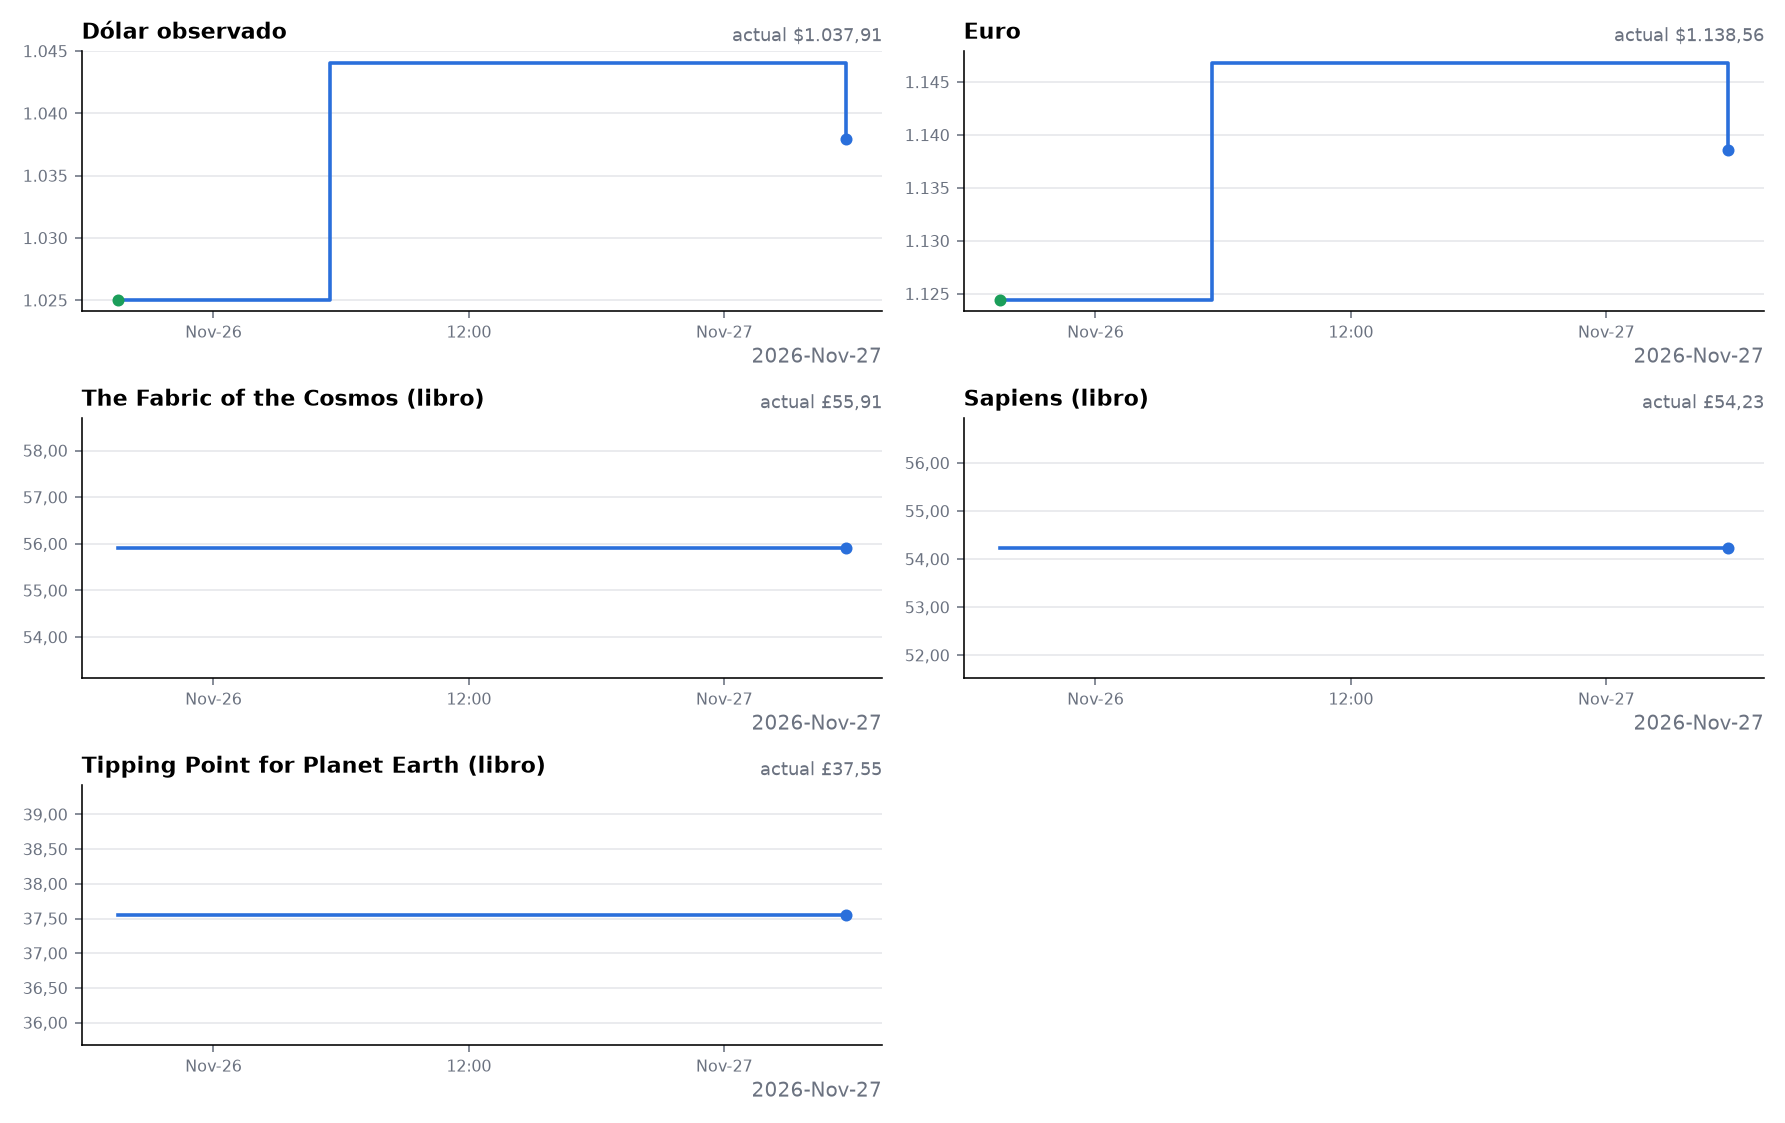 Dólar observado
actual $1.037,91
1.045
1.040
1.035
1.030
1.025
Nov-26
12:00
Nov-27
2026-Nov-27
Euro
actual $1.138,56
1.145
1.140
1.135
1.130
1.125
Nov-26
12:00
Nov-27
2026-Nov-27
The Fabric of the Cosmos (libro)
actual £55,91
58,00
57,00
56,00
55,00
54,00
Nov-26
12:00
Nov-27
2026-Nov-27
Sapiens (libro)
actual £54,23
56,00
55,00
54,00
53,00
52,00
Nov-26
12:00
Nov-27
2026-Nov-27
Tipping Point for Planet Earth (libro)
actual £37,55
39,00
38,50
38,00
37,50
37,00
36,50
36,00
Nov-26
12:00
Nov-27
2026-Nov-27